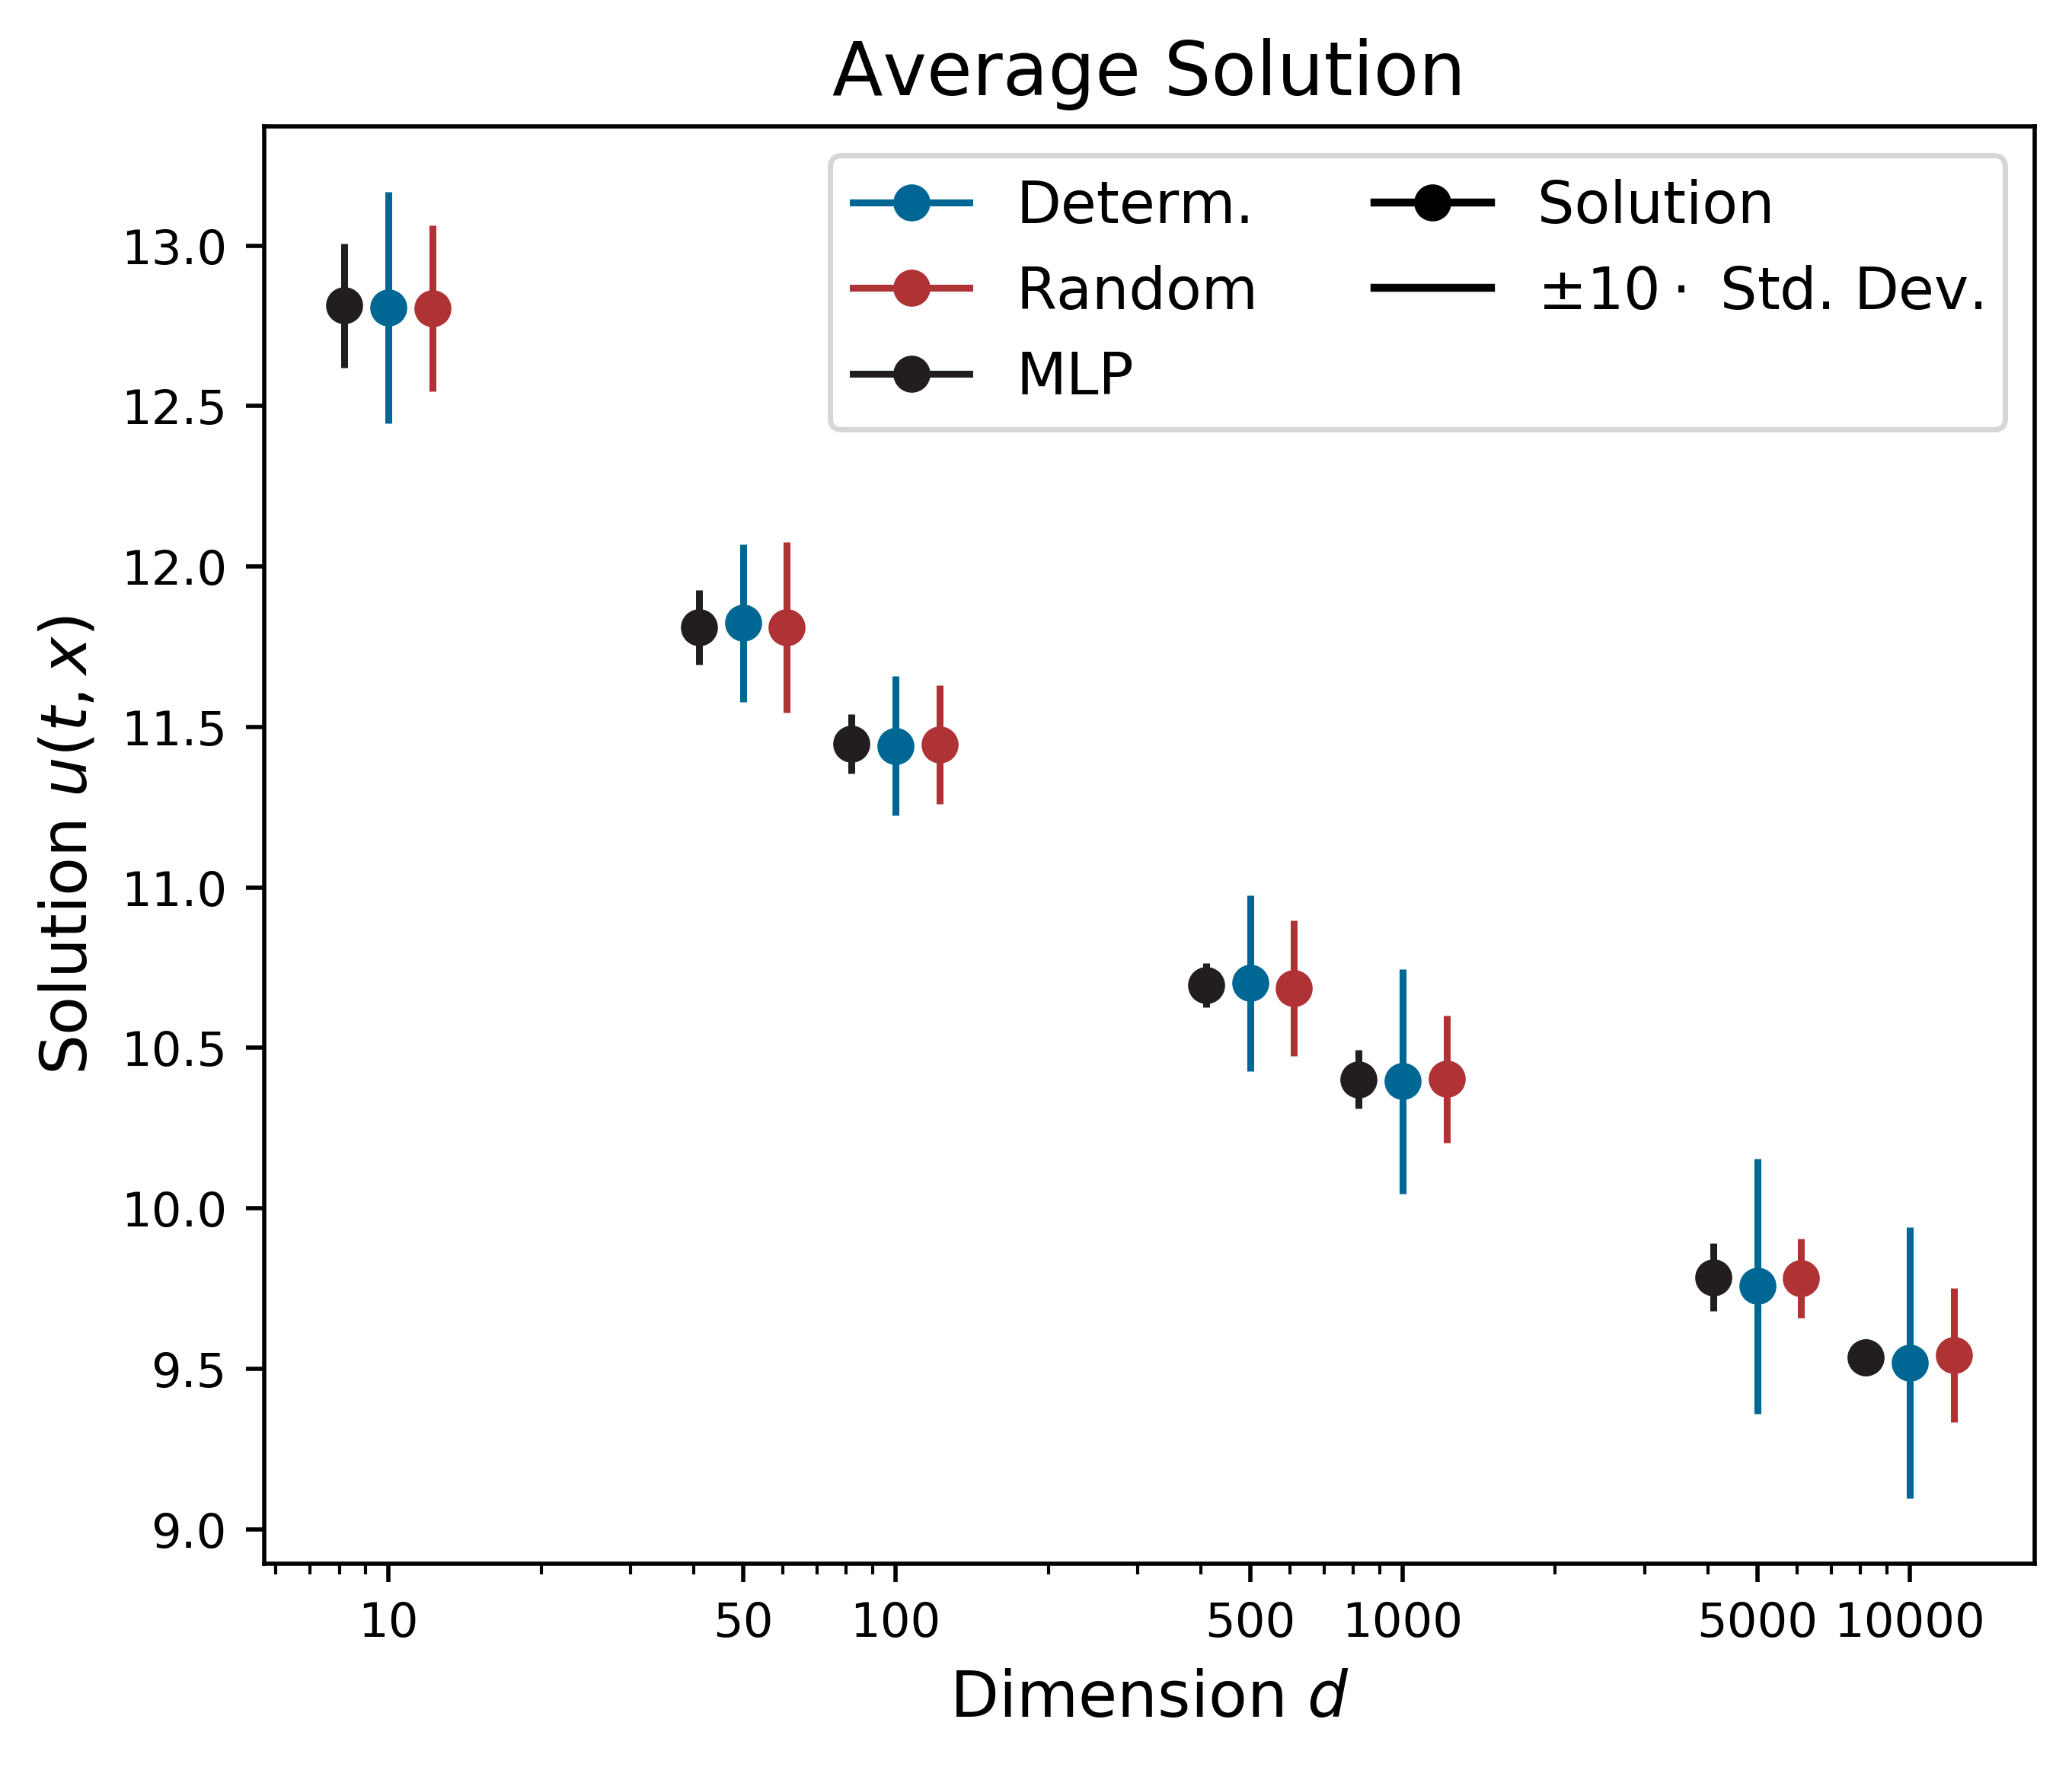 Average Solution
Determ.
Random
MLP
Solution
±10· Std. Dev.
Solution u(t, x)
13.0
12.5
12.0
11.5
11.0
10.5
10.0
9.5
9.0
10 50 100 500 1000 5000 10000
Dimension d